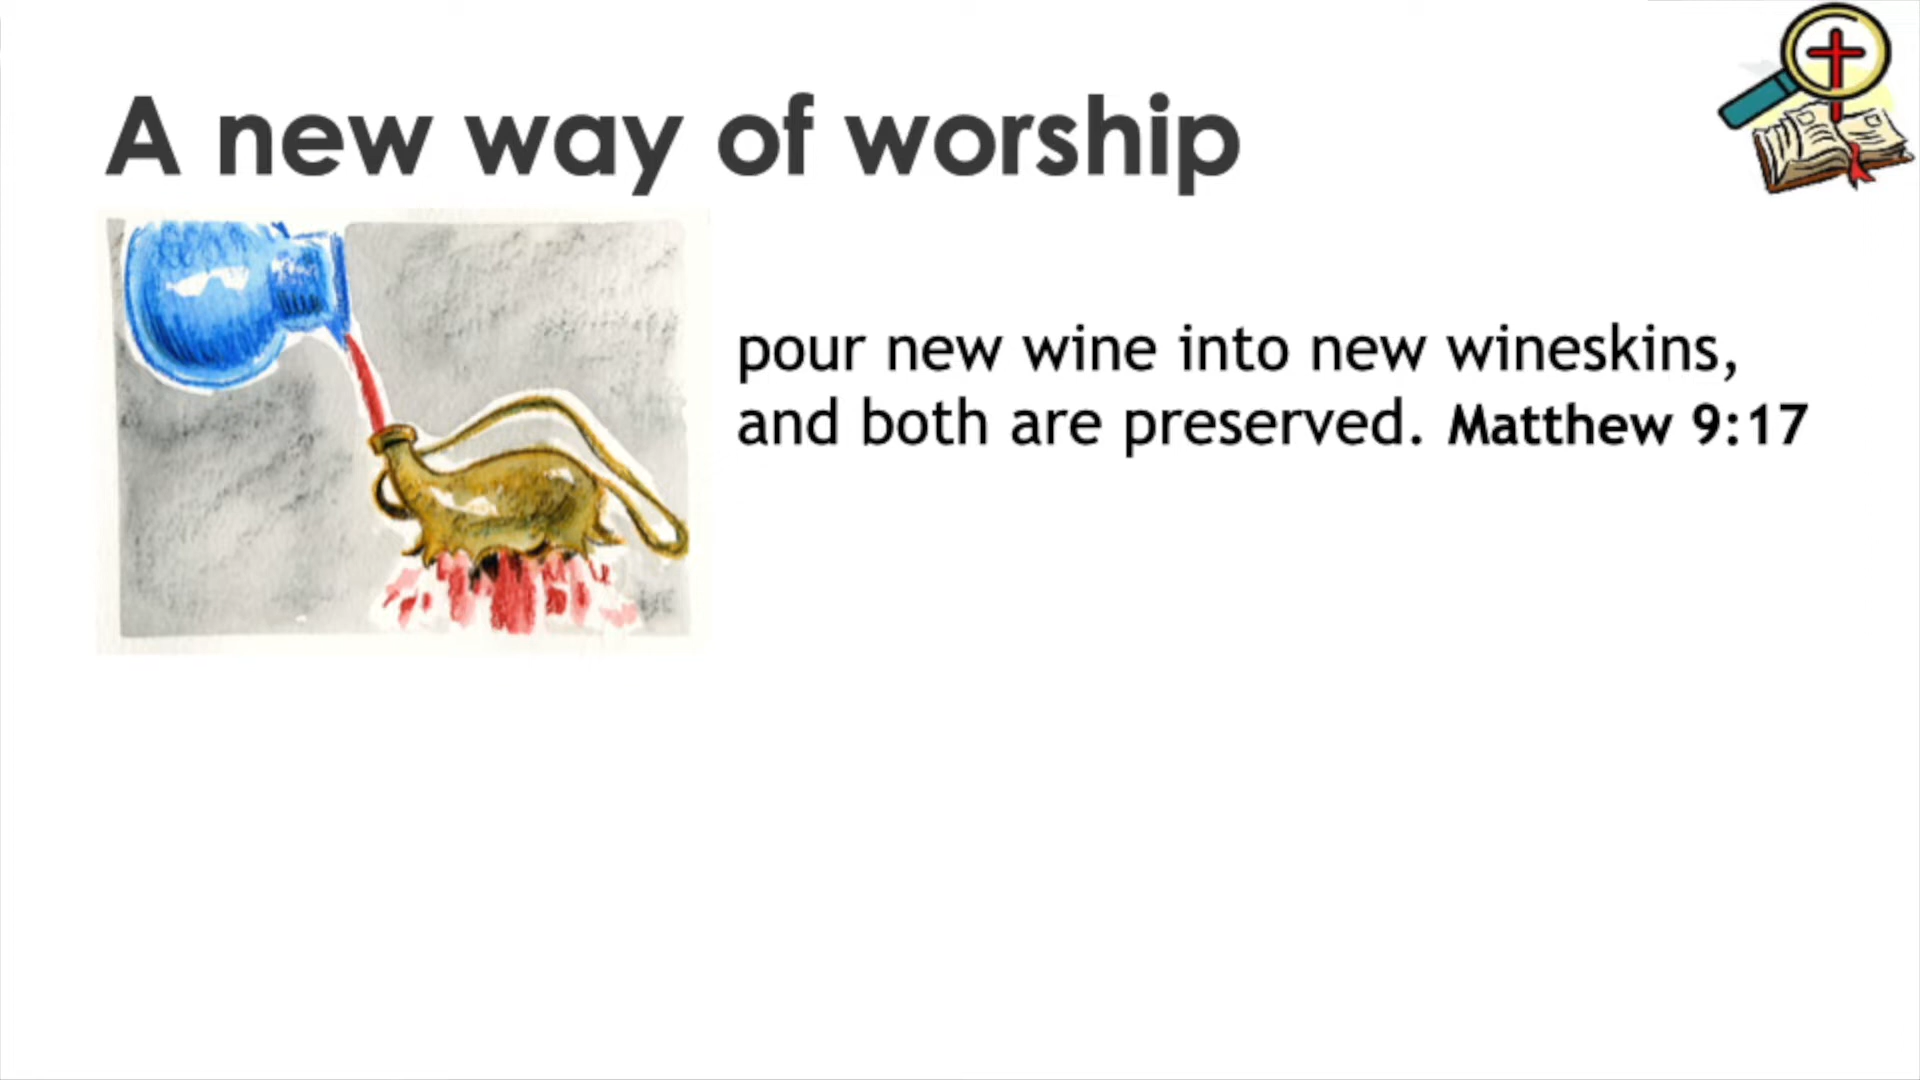 A new way of worship
pour new wine into new wineskins,
and both are preserved. Matthew 9:17